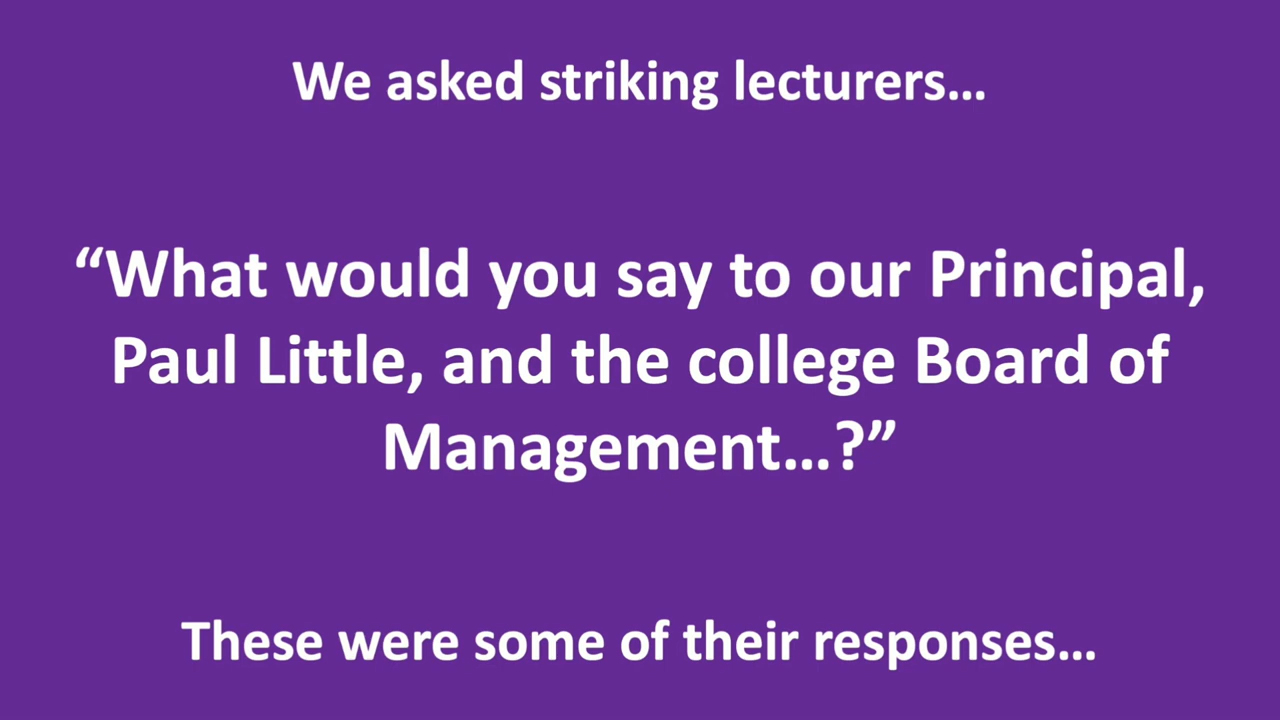 We asked striking lecturers…
“What would you say to our Principal,
Paul Little, and the college Board of
Management…?”
These were some of their responses…